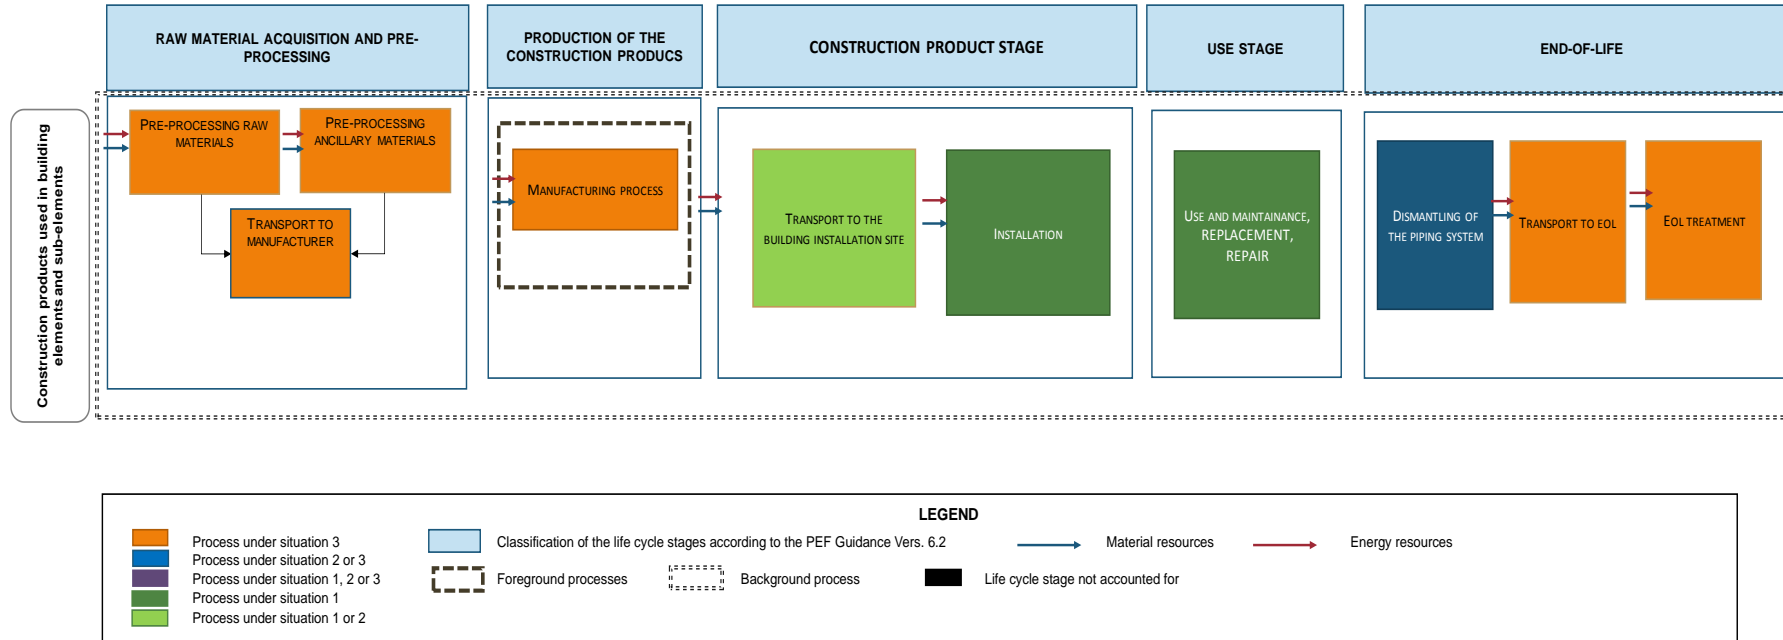 RAW MATERIAL ACQUISITION AND PRE-
PROCESSING
PRODUCTION OF THE
CONSTRUCTION PRODUCS
CONSTRUCTION PRODUCT STAGE
USE STAGE
END-OF-LIFE
Construction products used in building
elements and sub-elements
PRE-PROCESSING RAW
MATERIALS
PRE-PROCESSING
ANCILLARY MATERIALS
TRANSPORT TO
MANUFACTURER
MANUFACTURING PROCESS
TRANSPORT TO THE
BUILDING INSTALLATION SITE
INSTALLATION
USE AND MAINTAINANCE,
REPLACEMENT,
REPAIR
DISMANTLING OF
THE PIPING SYSTEM
TRANSPORT TO EOL
EOL TREATMENT
LEGEND
Process under situation 3
Process under situation 2 or 3
Process under situation 1, 2 or 3
Process under situation 1
Process under situation 1 or 2
Classification of the life cycle stages according to the PEF Guidance Vers. 6.2
Material resources
Energy resources
Foreground processes
Background process
Life cycle stage not accounted for